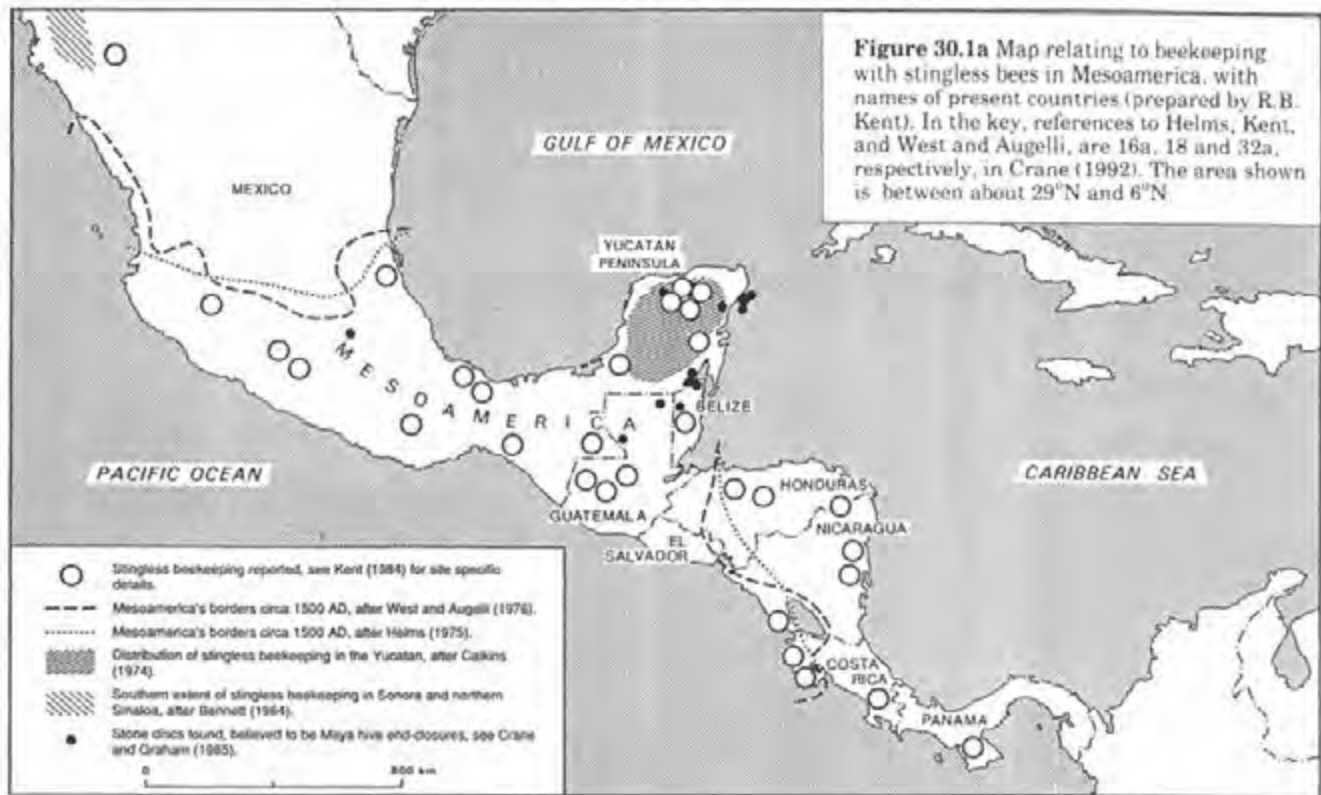 Figure 30.1a Map relating to beekeeping
with stingless bees in Mesoamerica, with
names of present countries (prepared by R.B.
Kent). In the key, references to Helms, Kent,
and West and Augelli, are 16a, 18 and 32a,
respectively, in Crane (1992). The area shown
is between about 29°N and 6°N
GULF OF MEXICO
MEXICO
YUCATAN
PENINSULA
MESOAMERICA
BELIZE
PACIFIC OCEAN
CARIBBEAN SEA
HONDURAS
GUATEMALA
NICARAGUA
EL
SALVADOR
COSTA
RICA
PANAMA
Stingless beekeeping reported, see Kent (1984) for site specific
details.
Mesoamerica's borders circa 1500 AD, after West and Augelli (1976).
Mesoamerica's borders circa 1500 AD, after Helms (1975).
Distribution of stingless beekeeping in the Yucatan, after Calkins
(1974).
Southern extent of stingless beekeeping in Sonora and northern
Sinaloa, after Bennett (1964).
Stone discs found, believed to be Maya hive end-closures, see Crane
and Graham (1985).
0 800 km